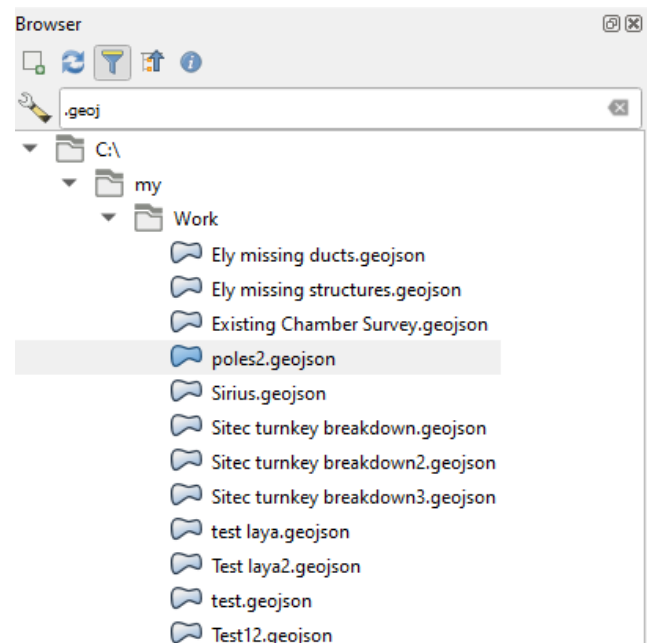 Browser
.geoj
C:\
my
Work
Ely missing ducts.geojson
Ely missing structures.geojson
Existing Chamber Survey.geojson
poles2.geojson
Sirius.geojson
Sitec turnkey breakdown.geojson
Sitec turnkey breakdown2.geojson
Sitec turnkey breakdown3.geojson
test laya.geojson
Test laya2.geojson
test.geojson
Test12.geojson